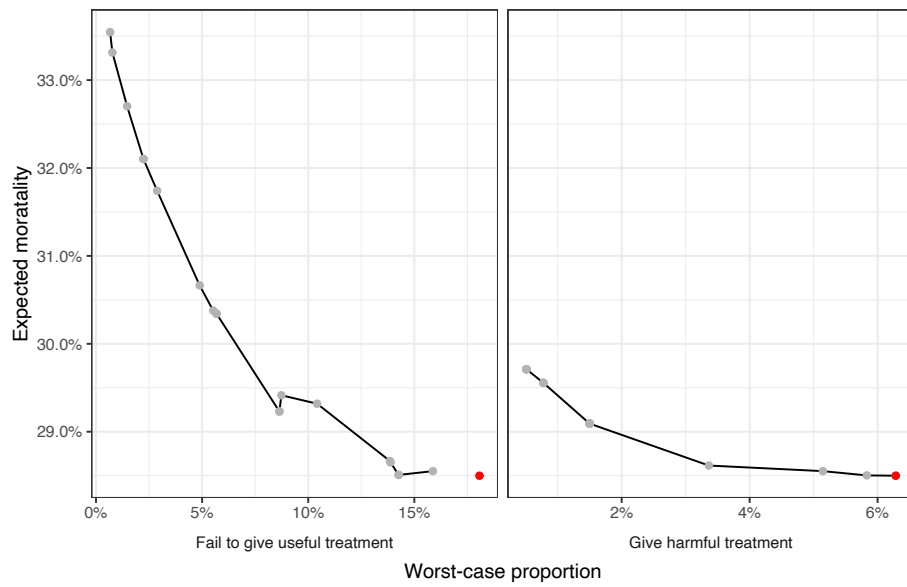 Expected moratality
33.0%
32.0%
31.0%
30.0%
29.0%
0% 5% 10% 15%
2% 4% 6%
Fail to give useful treatment
Give harmful treatment
Worst-case proportion